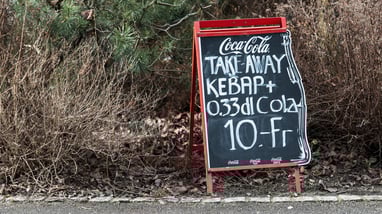 Coca-Cola
TAKE AWAY
KEBAP+
0.33dl Cola
10.-Fr